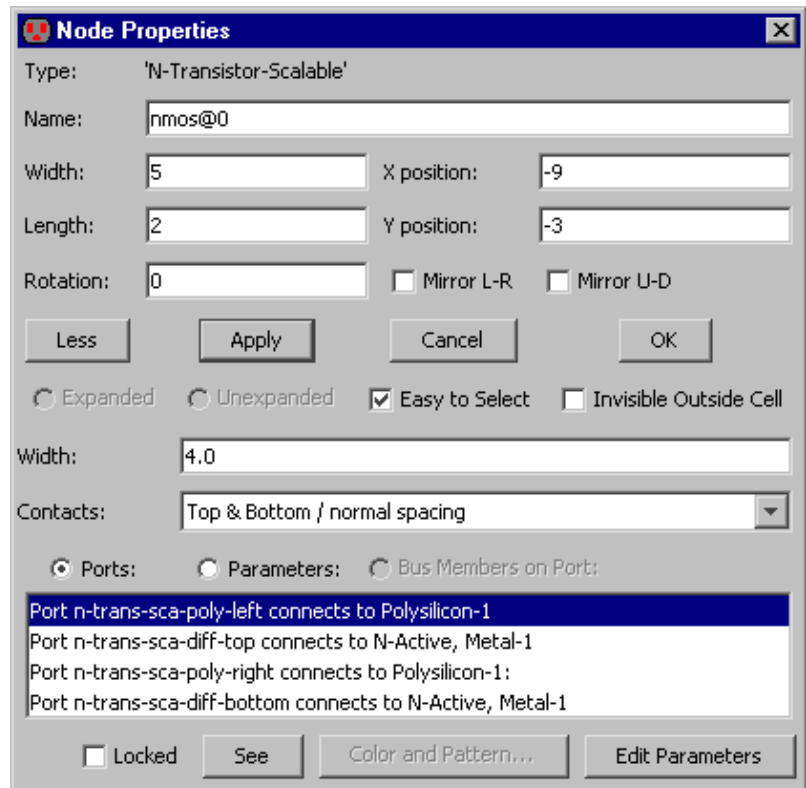 Node Properties
Type: 'N-Transistor-Scalable'
Name: nmos@0
Width: 5 X position: -9
Length: 2 Y position: -3
Rotation: 0 Mirror L-R Mirror U-D
Less Apply Cancel OK
Expanded Unexpanded Easy to Select Invisible Outside Cell
Width: 4.0
Contacts: Top & Bottom / normal spacing
Ports: Parameters: Bus Members on Port:
Port n-trans-sca-poly-left connects to Polysilicon-1
Port n-trans-sca-diff-top connects to N-Active, Metal-1
Port n-trans-sca-poly-right connects to Polysilicon-1:
Port n-trans-sca-diff-bottom connects to N-Active, Metal-1
Locked See Color and Pattern... Edit Parameters